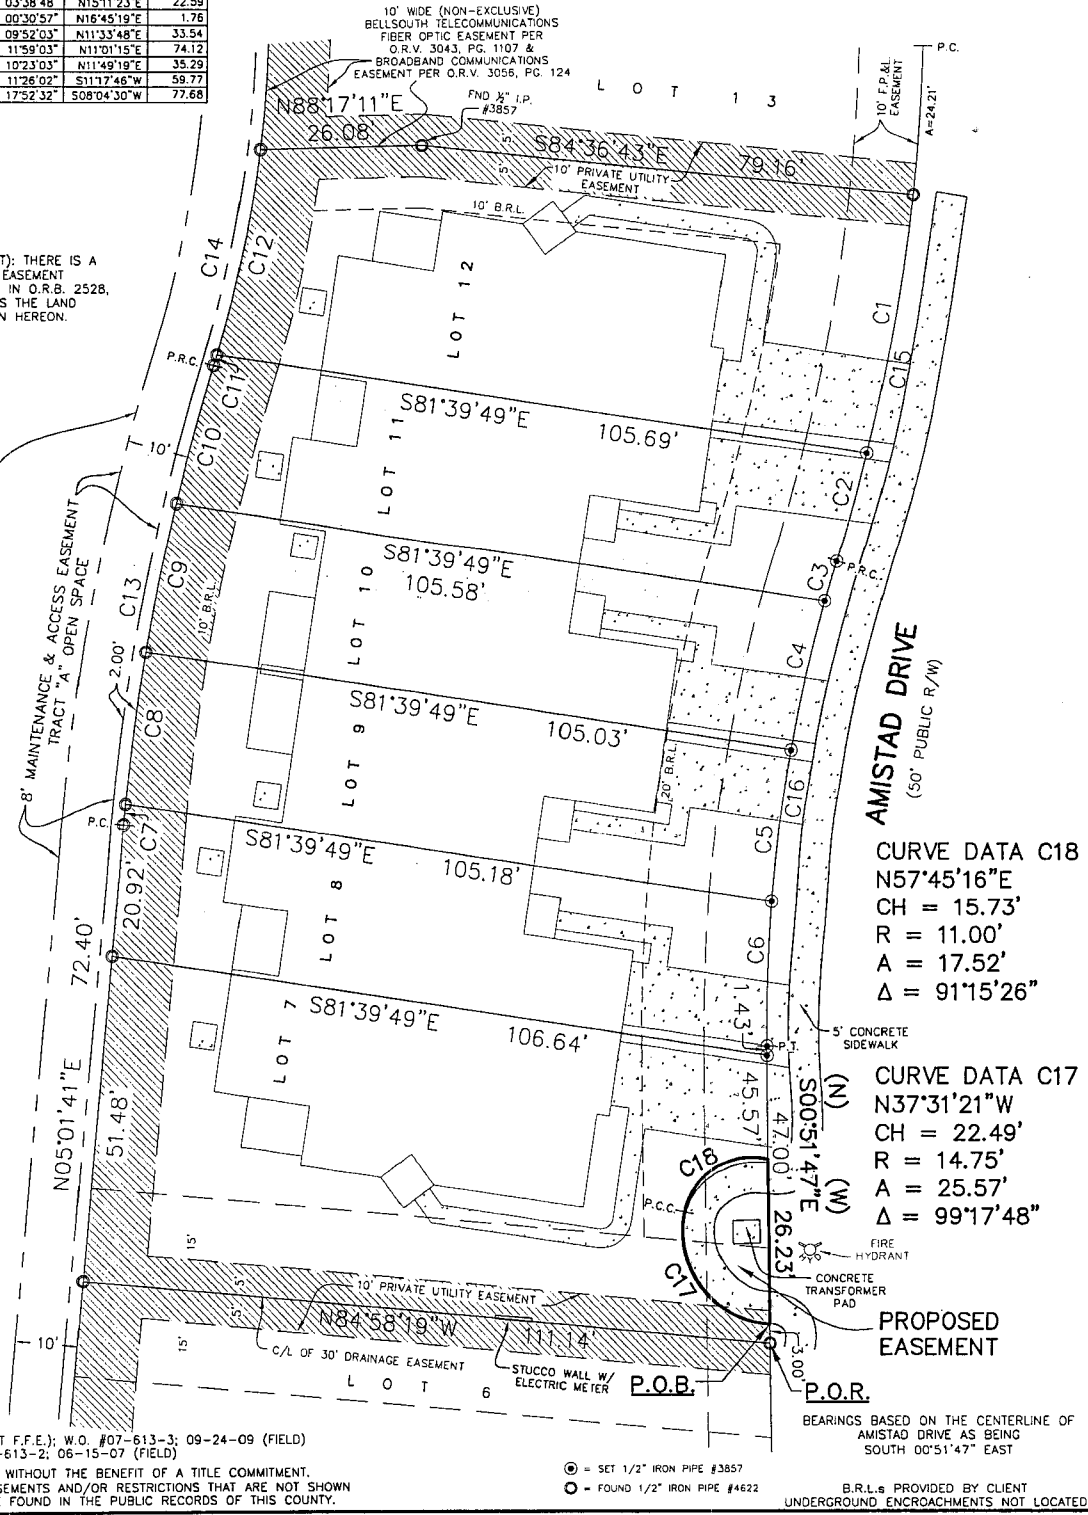 03°38'48" N15°11'23"E 22.59
00°30'57" N16°45'19"E 1.76
09°52'03" N11°33'48"E 33.54
11°59'03" N11°01'15"E 74.12
10°23'03" N11°49'19"E 35.29
11°26'02" S11°17'46"W 59.77
17°52'32" S08°04'30"W 77.68
10' WIDE (NON-EXCLUSIVE)
BELLSOUTH TELECOMMUNICATIONS
FIBER OPTIC EASEMENT PER
O.R.V. 3043, PG. 1107 &
BROADBAND COMMUNICATIONS
EASEMENT PER O.R.V. 3056, PG. 124
FND ½" I.P.
#3857
LOT 13
10' F.P.&L
EASEMENT
P.C.
A=24.21'
N88°17'11"E
26.08'
S84°36'43"E
79.16'
5'
5'
10' PRIVATE UTILITY
EASEMENT
10' B.R.L.
T): THERE IS A
EASEMENT
IN O.R.B. 2528,
S THE LAND
N HEREON.
C14
C12
LOT 12
C1
C15
P.R.C.
C11
S81°39'49"E
105.69'
T
10'
C10
LOT 11
C2
S81°39'49"E
105.58'
P.R.C.
C3
8' MAINTENANCE & ACCESS EASEMENT
TRACT "A" OPEN SPACE
C13
C9
10' B.R.L.
LOT 10
C4
2.00'
S81°39'49"E
105.03'
AMISTAD DRIVE
(50' PUBLIC R/W)
C8
LOT 9
20' B.R.L.
C16
C5
P.C.
C7
S81°39'49"E
105.18'
CURVE DATA C18
N57°45'16"E
CH = 15.73'
R = 11.00'
A = 17.52'
Δ = 91°15'26"
20.92'
72.40'
LOT 8
C6
S81°39'49"E
106.64'
1.43'
P.T.
5' CONCRETE
SIDEWALK
LOT 7
CURVE DATA C17
N37°31'21"W
CH = 22.49'
R = 14.75'
A = 25.57'
Δ = 99°17'48"
N05°01'41"E
51.48'
45.57'
47.00'
(N)
S00°51'47"E
(W)
26.23'
C18
P.C.C.
C17
FIRE
HYDRANT
CONCRETE
TRANSFORMER
PAD
PROPOSED
EASEMENT
15'
5'
10' PRIVATE UTILITY EASEMENT
N84°58'19"W
111.14'
5'
15'
10'
C/L OF 30' DRAINAGE EASEMENT
STUCCO WALL W/
ELECTRIC METER
LOT 6
3.00'
P.O.B.
P.O.R.
BEARINGS BASED ON THE CENTERLINE OF
AMISTAD DRIVE AS BEING
SOUTH 00°51'47" EAST
T F.F.E.); W.O. #07-613-3; 09-24-09 (FIELD)
-613-2; 06-15-07 (FIELD)
WITHOUT THE BENEFIT OF A TITLE COMMITMENT.
SEMENTS AND/OR RESTRICTIONS THAT ARE NOT SHOWN
E FOUND IN THE PUBLIC RECORDS OF THIS COUNTY.
= SET 1/2" IRON PIPE #3857
= FOUND 1/2" IRON PIPE #4622
B.R.L.s PROVIDED BY CLIENT
UNDERGROUND ENCROACHMENTS NOT LOCATED